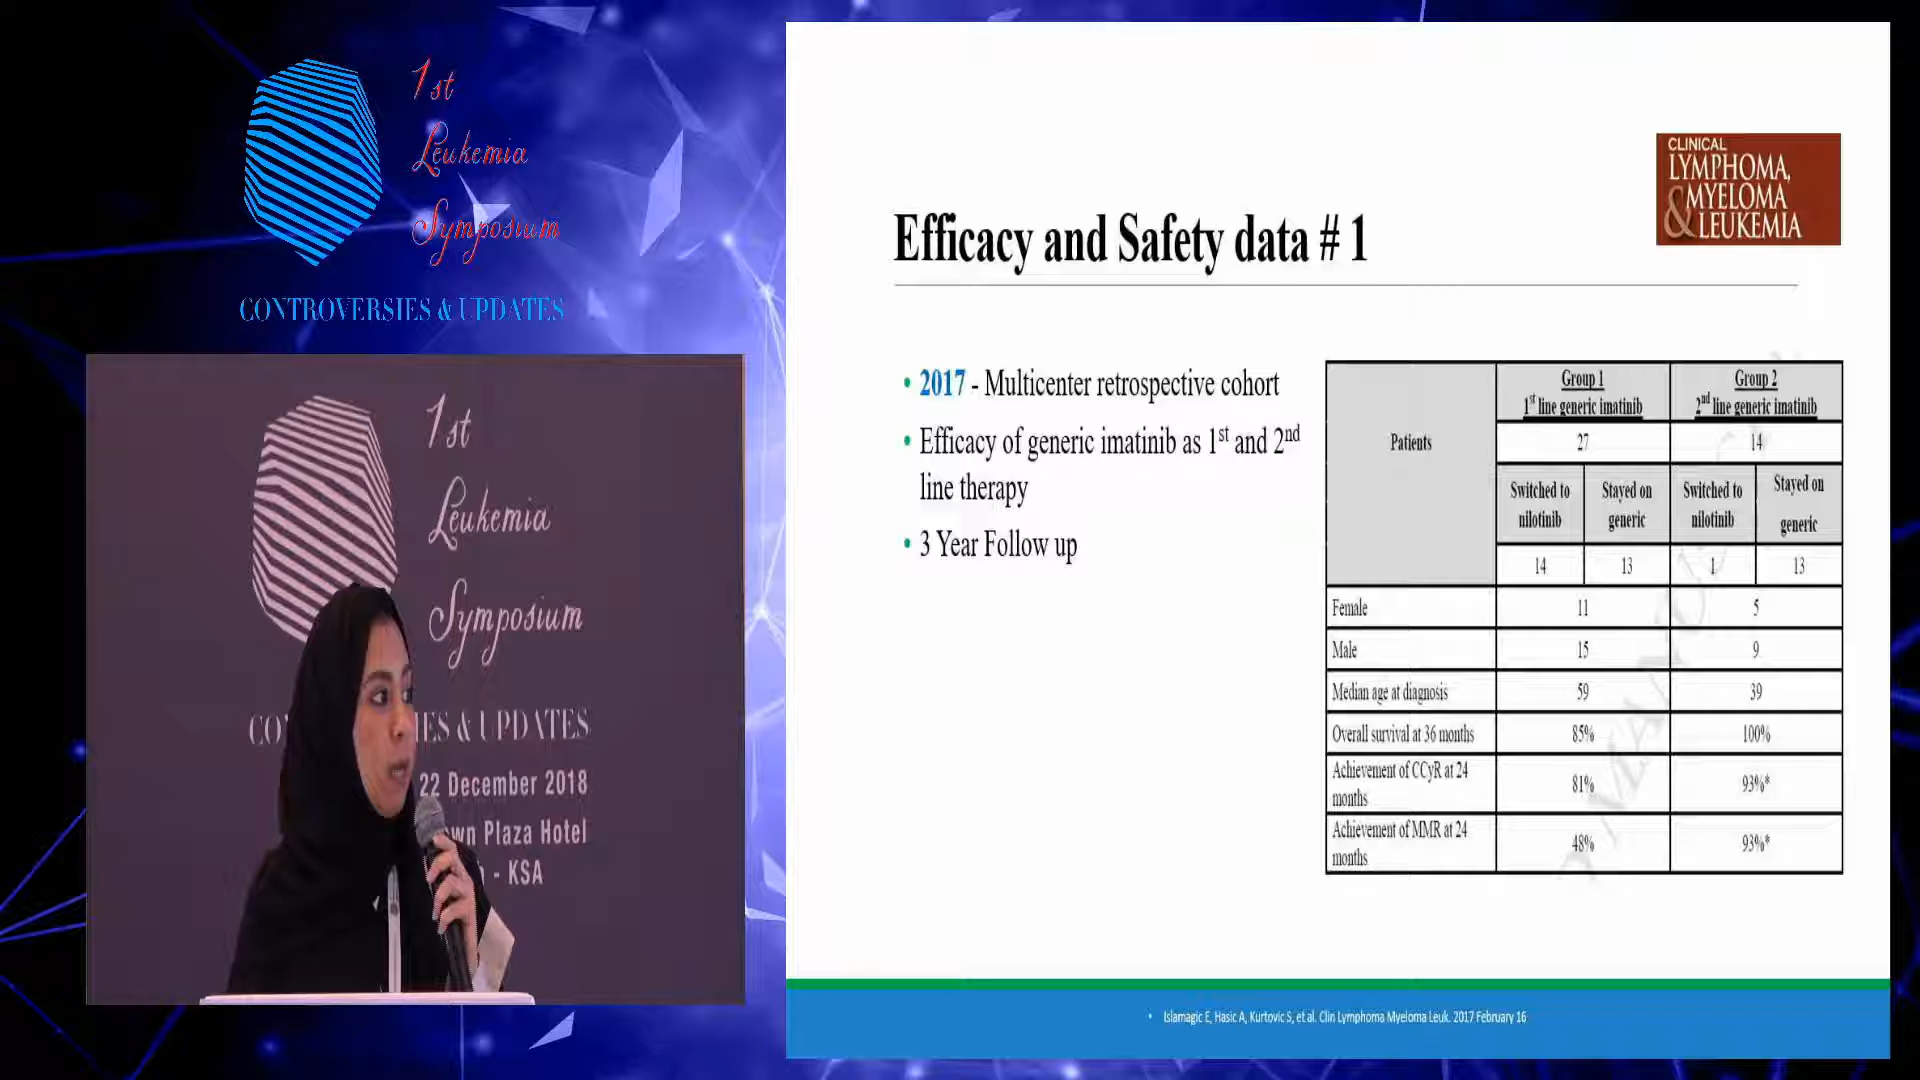 1st
Leukemia
Symposium
CONTROVERSIES & UPDATES
1st
Leukemia
Symposium
IES & UPDATES
22 December 2018
Plaza Hotel
- KSA
CLINICAL
LYMPHOMA,
MYELOMA
& LEUKEMIA
Efficacy and Safety data # 1
• 2017 - Multicenter retrospective cohort
• Efficacy of generic imatinib as 1st and 2nd
line therapy
• 3 Year Follow up
Patients
Group 1
1st line generic imatinib
Group 2
2nd line generic imatinib
27 14
Switched to
nilotinib
Stayed on
generic
Switched to
nilotinib
Stayed on
generic
14 13 1 13
Female 11 5
Male 15 9
Median age at diagnosis 59 39
Overall survival at 36 months 85% 100%
Achievement of CCyR at 24
months 81% 93%*
Achievement of MMR at 24
months 48% 93%*
• Islamagic E, Hasic A, Kurtovic S, et al. Clin Lymphoma Myeloma Leuk. 2017 February 16